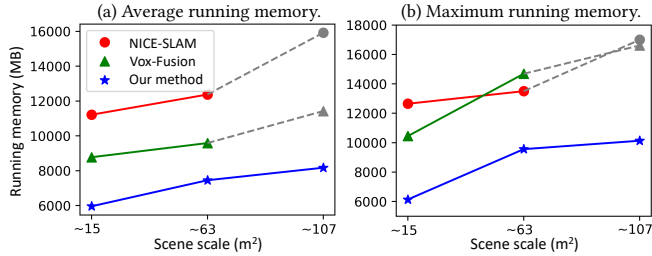 (a) Average running memory.
16000
14000
12000
10000
8000
6000
Running memory (MB)
NICE-SLAM
Vox-Fusion
Our method
~15
~63
~107
Scene scale (m²)
(b) Maximum running memory.
18000
16000
14000
12000
10000
8000
6000
~15
~63
~107
Scene scale (m²)